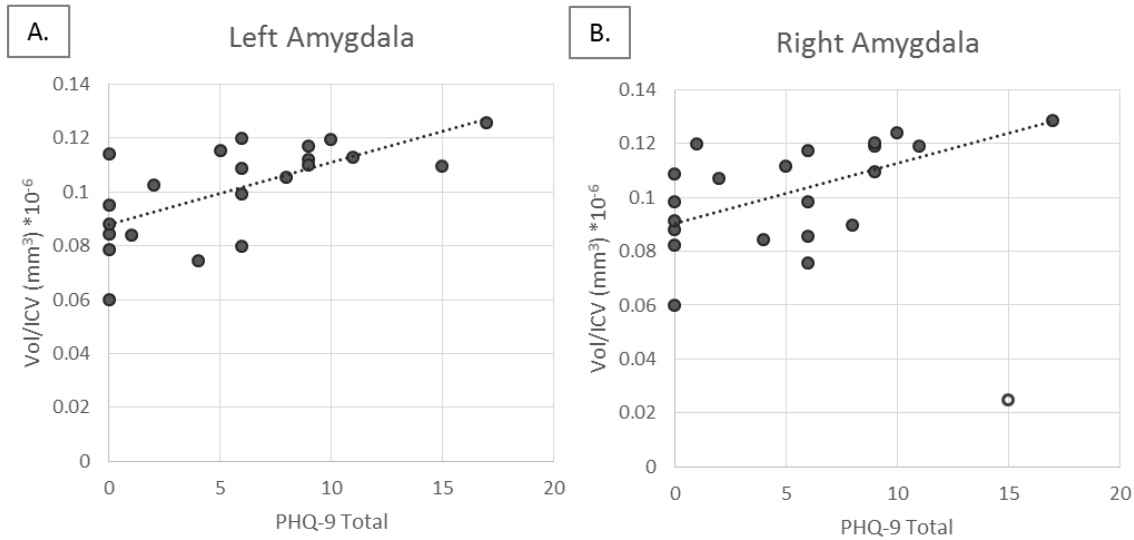 A.
Left Amygdala
Vol/ICV (mm³) *10⁻⁶
0.14
0.12
0.1
0.08
0.06
0.04
0.02
0
0 5 10 15 20
PHQ-9 Total
B.
Right Amygdala
Vol/ICV (mm³) *10⁻⁶
0.14
0.12
0.1
0.08
0.06
0.04
0.02
0
0 5 10 15 20
PHQ-9 Total